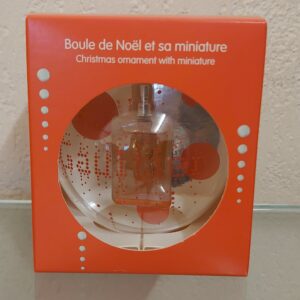 Boule de Noël et sa miniature
Christmas ornament with miniature